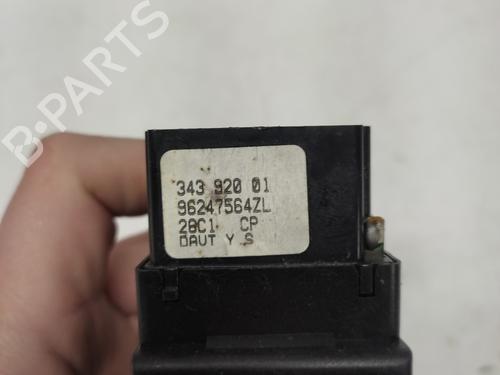 B-PARTS
343 920 01
96247564ZL
28C1 CP
DAUT Y S